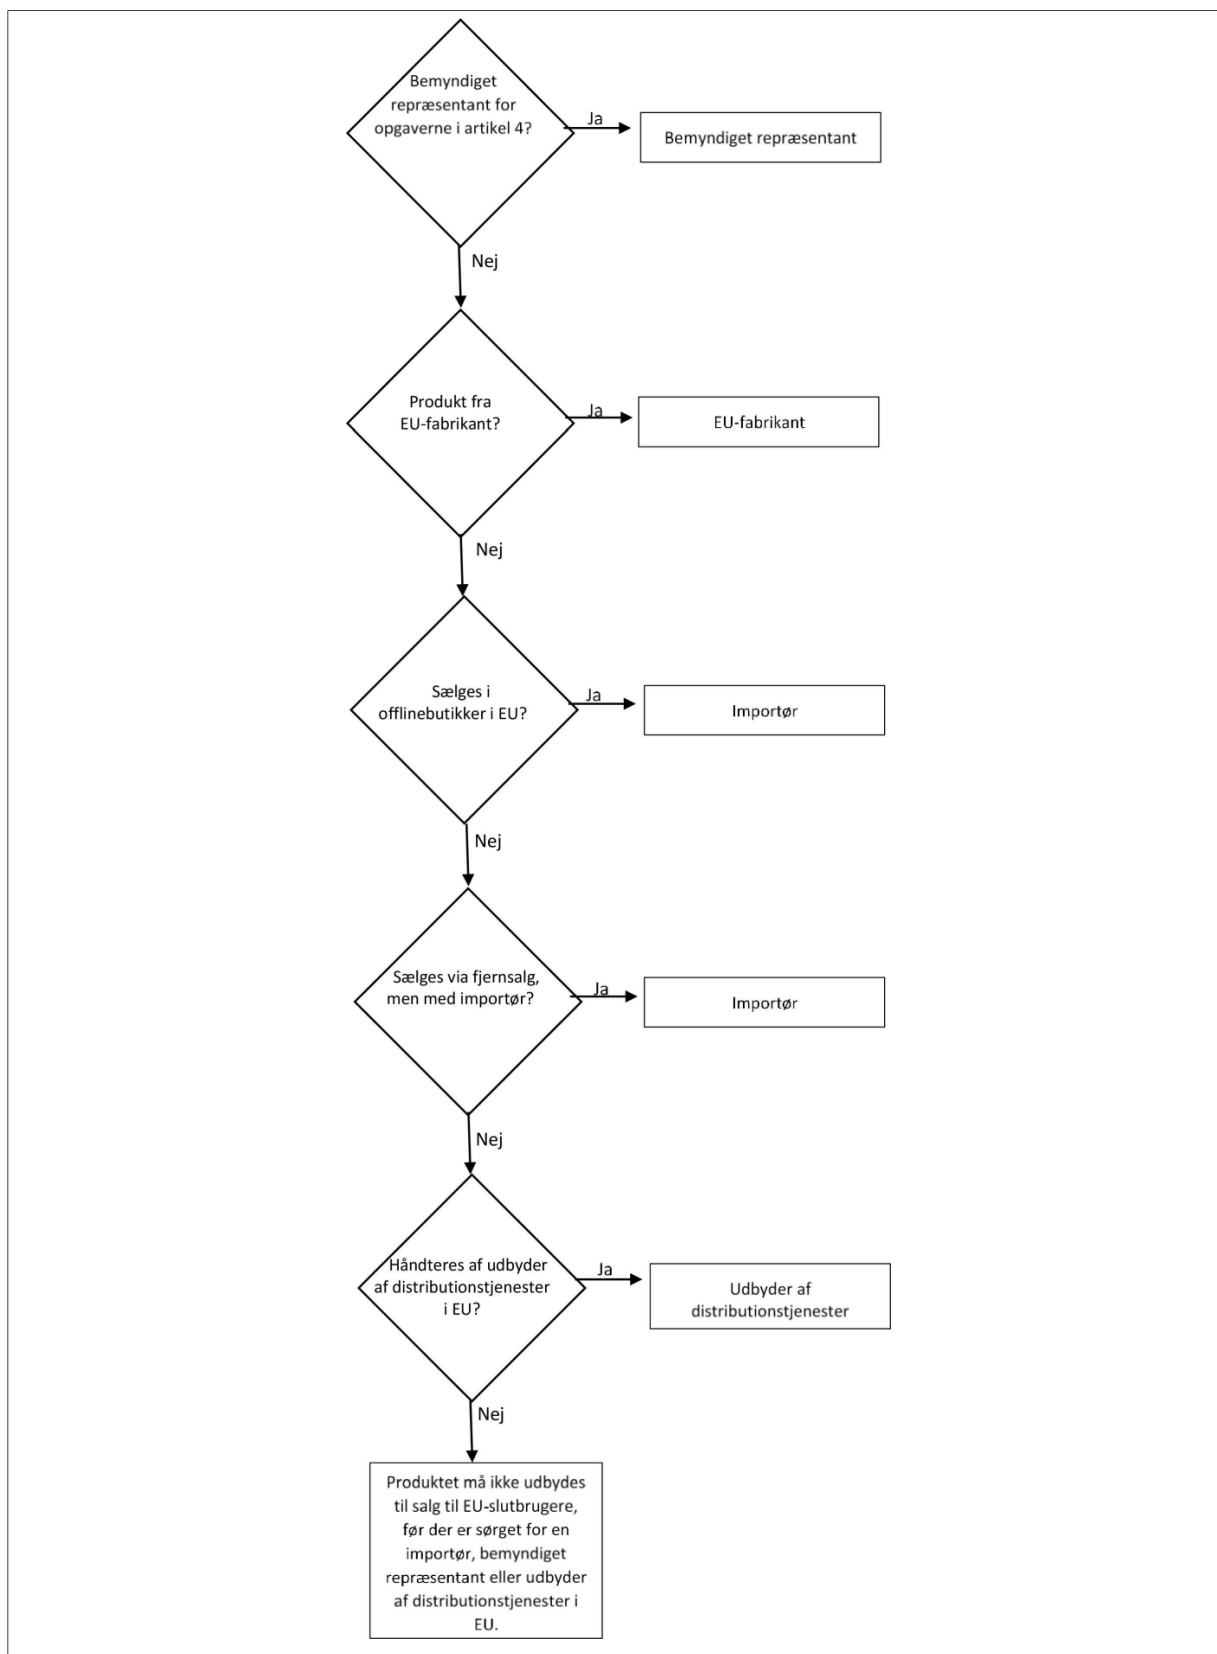 Bemyndiget
repræsentant for
opgaverne i artikel 4?
Ja
Bemyndiget repræsentant
Nej
Produkt fra
EU-fabrikant?
Ja
EU-fabrikant
Nej
Sælges i
offlinebutikker i EU?
Ja
Importør
Nej
Sælges via fjernsalg,
men med importør?
Ja
Importør
Nej
Håndteres af udbyder
af distributionstjenester
i EU?
Ja
Udbyder af
distributionstjenester
Nej
Produktet må ikke udbydes
til salg til EU-slutbrugere,
før der er sørget for en
importør, bemyndiget
repræsentant eller udbyder
af distributionstjenester i
EU.